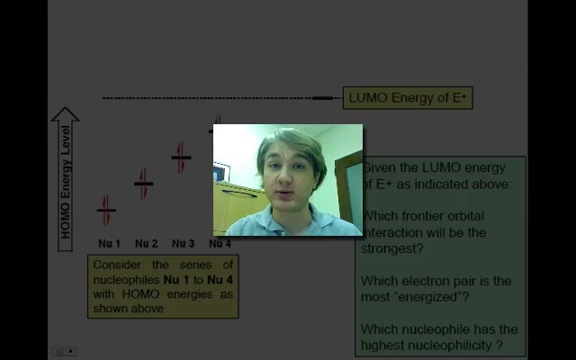 LUMO Energy of E+
HOMO Energy Level
Nu 1 Nu 2 Nu 3 Nu 4
Consider the series of
nucleophiles Nu 1 to Nu 4
with HOMO energies as
shown above
Given the LUMO energy
of E+ as indicated above:
Which frontier orbital
interaction will be the
strongest?
Which electron pair is the
most “energized”?
Which nucleophile has the
highest nucleophilicity ?